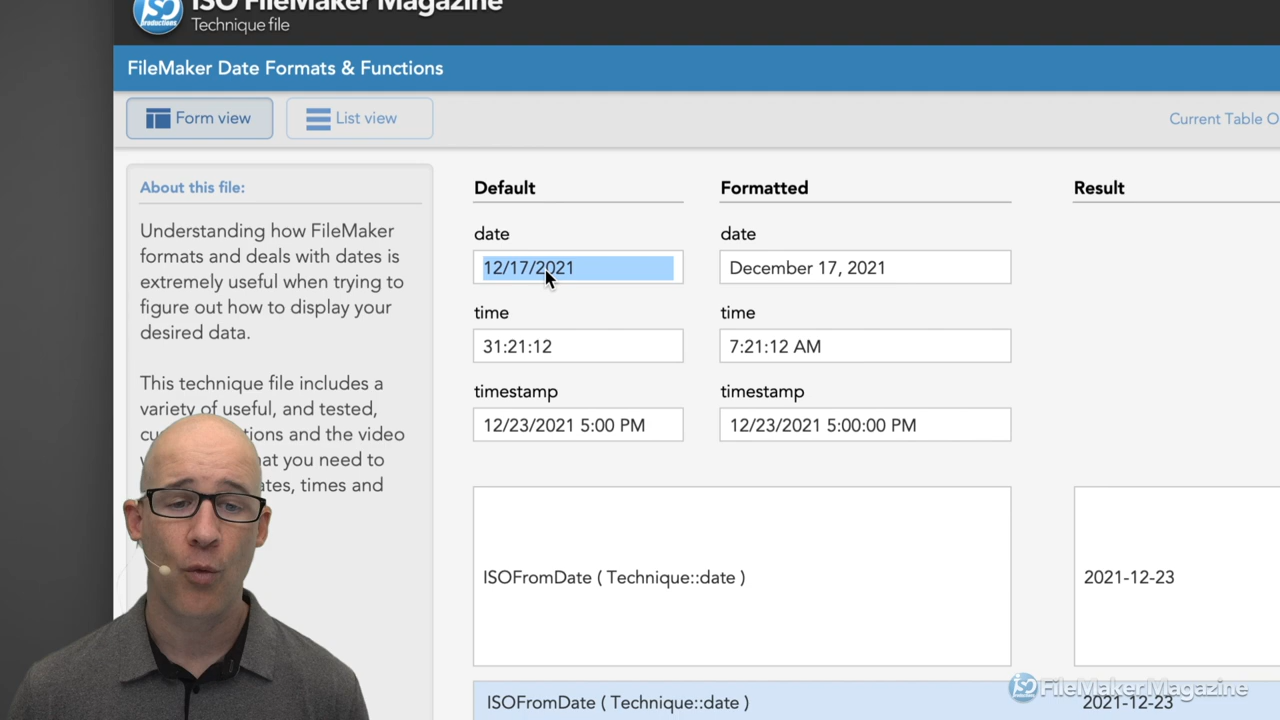 ISO FileMaker Magazine
Technique file
FileMaker Date Formats & Functions
Form view
List view
Current Table O
About this file:
Understanding how FileMaker
formats and deals with dates is
extremely useful when trying to
figure out how to display your
desired data.
This technique file includes a
variety of useful, and tested,
that you need to
dates, times and
Default
Formatted
Result
date
date
12/17/2021
December 17, 2021
time
time
31:21:12
7:21:12 AM
timestamp
timestamp
12/23/2021 5:00 PM
12/23/2021 5:00:00 PM
ISOFromDate ( Technique::date )
2021-12-23
ISOFromDate ( Technique::date )
2021-12-23
iso FileMakerMagazine
iso
productions